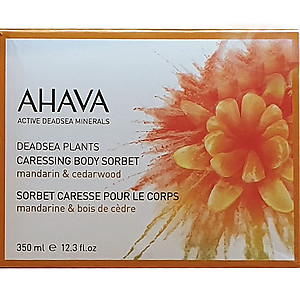 AHAVA
ACTIVE DEADSEA MINERALS
DEADSEA PLANTS
CARESSING BODY SORBET
mandarin & cedarwood
SORBET CARESSE POUR LE CORPS
mandarine & bois de cèdre
350 ml ℮ 12.3 fl.oz